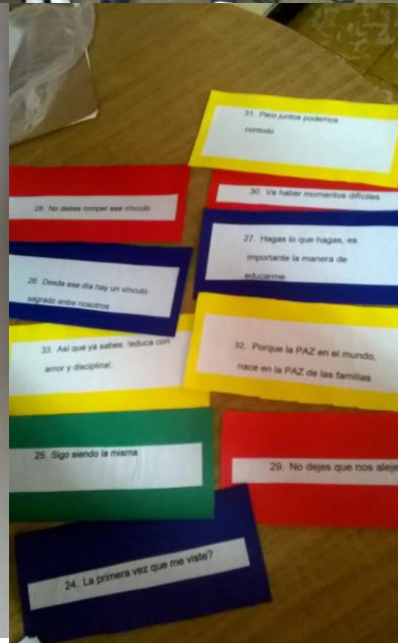 31. Pero juntos podemos
contodo
30. Va haber momentos difíciles
28. No debes romper ese vínculo
27. Hagas lo que hagas, es
importante la manera de
educarme
26. Desde ese día hay un vínculo
sagrado entre nosotros
33. Así que ya sabes: !educa con
amor y disciplina!.
32. Porque la PAZ en el mundo,
nace en la PAZ de las familias
25. Sigo siendo la misma
29. No dejes que nos aleje
24. La primera vez que me viste?